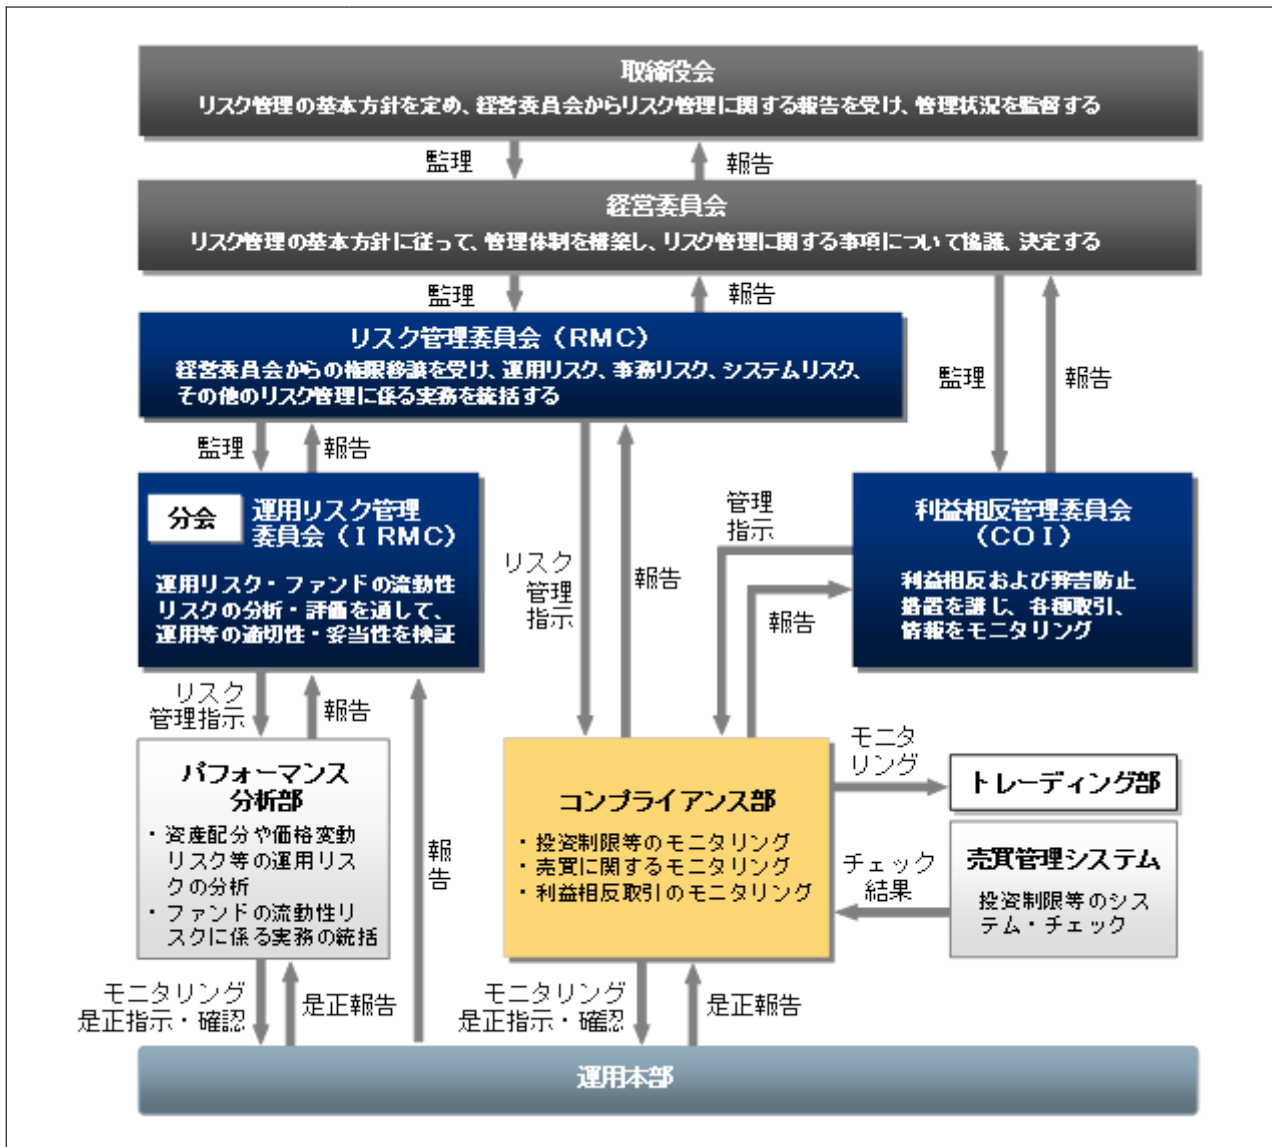 取締役会
リスク管理の基本方針を定め、経営委員会からリスク管理に関する報告を受け、管理状況を監督する
監理
報告
経営委員会
リスク管理の基本方針に従って、管理体制を構築し、リスク管理に関する事項について協議、決定する
監理
報告
リスク管理委員会（RMC）
経営委員会からの権限移譲を受け、運用リスク、事務リスク、システムリスク、
その他のリスク管理に係る実務を統括する
監理
報告
監理
報告
分会
運用リスク管理
委員会（I RMC）
運用リスク・ファンドの流動性
リスクの分析・評価を通して、
運用等の適切性・妥当性を検証
リスク
管理
指示
報告
管理
指示
報告
利益相反管理委員会
（COI）
利益相反および弊害防止
措置を講じ、各種取引、
情報をモニタリング
リスク
管理指示
報告
パフォーマンス
分析部
・資産配分や価格変動
リスク等の運用リス
クの分析
・ファンドの流動性リ
スクに係る実務の統括
報
告
コンプライアンス部
・投資制限等のモニタリング
・売買に関するモニタリング
・利益相反取引のモニタリング
モニタ
リング
トレーディング部
チェック
結果
売買管理システム
投資制限等のシス
テム・チェック
モニタリング
是正指示・確認
是正報告
モニタリング
是正指示・確認
是正報告
運用本部